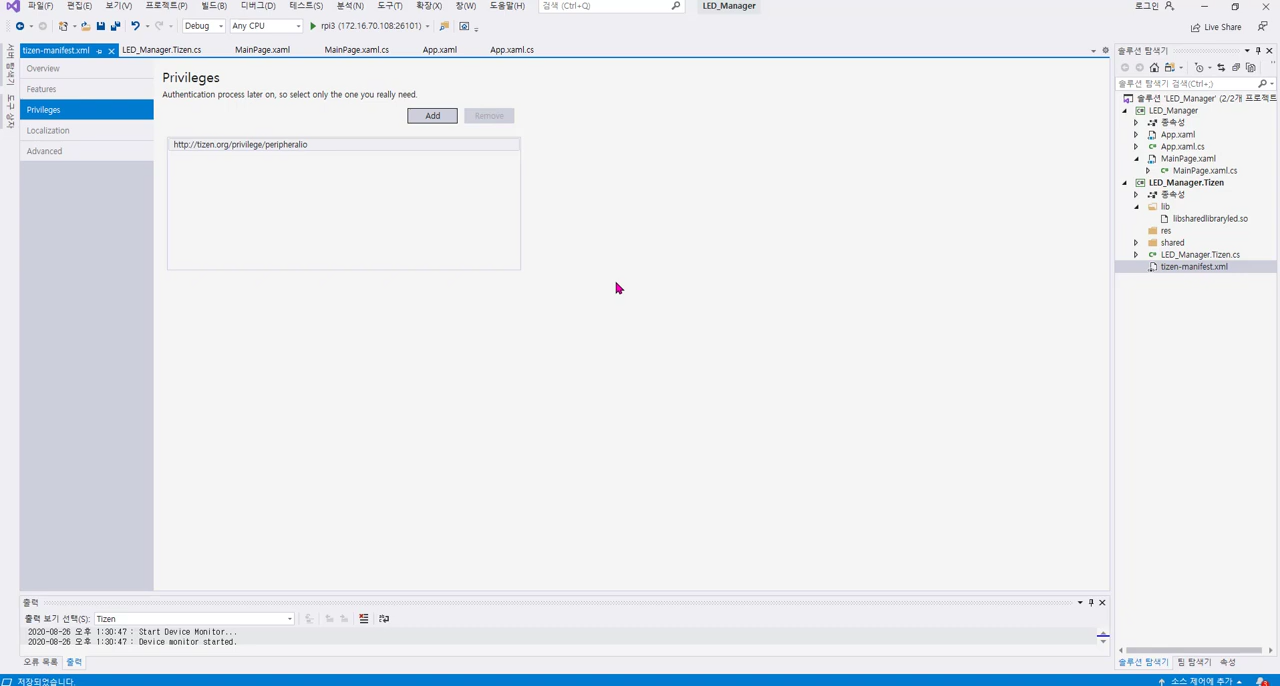 파일(F) 편집(E) 보기(V) 프로젝트(P) 빌드(B) 디버그(D) 테스트(S) 분석(N) 도구(T) 확장(X) 창(W) 도움말(H) 검색 (Ctrl+Q) LED_Manager 로그인
Debug Any CPU rpi3 (172.16.70.108:26101) Live Share
서버 탐색기
도구 상자
tizen-manifest.xml LED_Manager.Tizen.cs MainPage.xaml MainPage.xaml.cs App.xaml App.xaml.cs
Overview
Features
Privileges
Localization
Advanced
Privileges
Authentication process later on, so select only the one you really need.
Add Remove
http://tizen.org/privilege/peripheralio
솔루션 탐색기
솔루션 탐색기 검색(Ctrl+;)
솔루션 'LED_Manager' (2/2개 프로젝트
LED_Manager
종속성
App.xaml
App.xaml.cs
MainPage.xaml
MainPage.xaml.cs
LED_Manager.Tizen
종속성
lib
libsharedlibraryled.so
res
shared
LED_Manager.Tizen.cs
tizen-manifest.xml
출력
출력 보기 선택(S): Tizen
2020-08-26 오후 1:30:47 : Start Device Monitor...
2020-08-26 오후 1:30:47 : Device monitor started.
오류 목록 출력
솔루션 탐색기 팀 탐색기 속성
저장되었습니다. 소스 제어에 추가